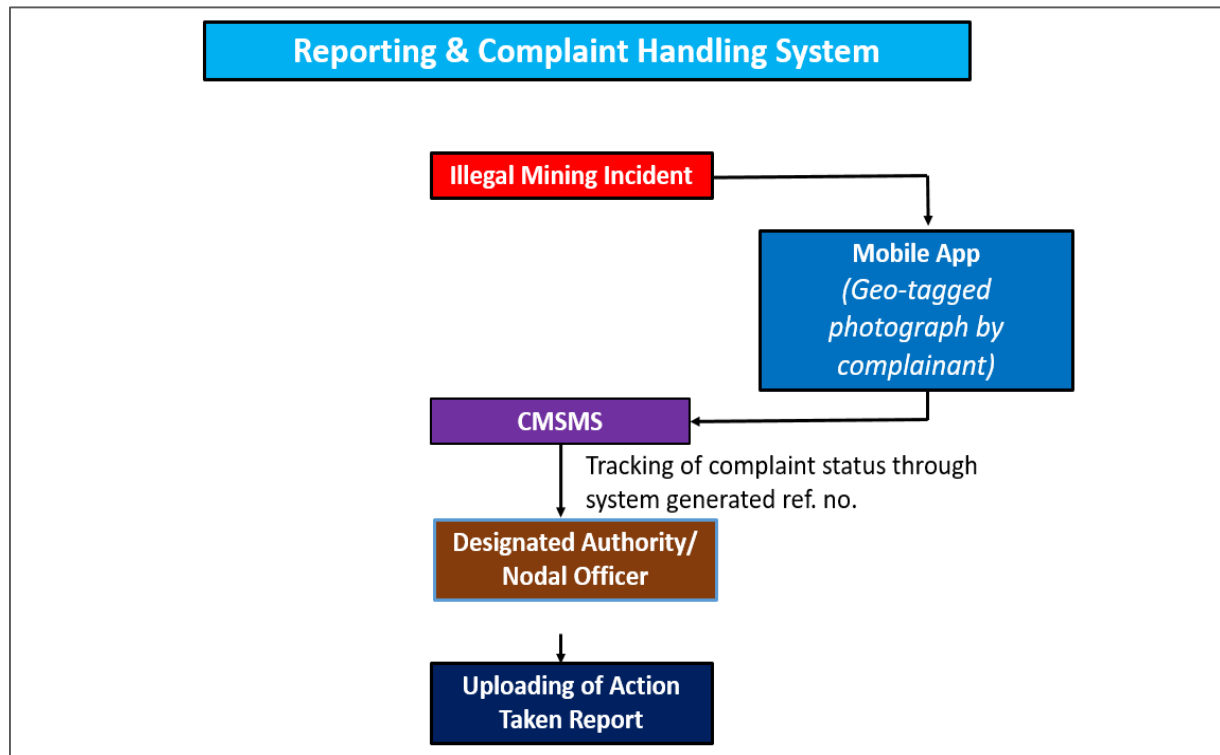 Reporting & Complaint Handling System
Illegal Mining Incident
Mobile App
(Geo-tagged
photograph by
complainant)
CMSMS
Tracking of complaint status through
system generated ref. no.
Designated Authority/
Nodal Officer
Uploading of Action
Taken Report